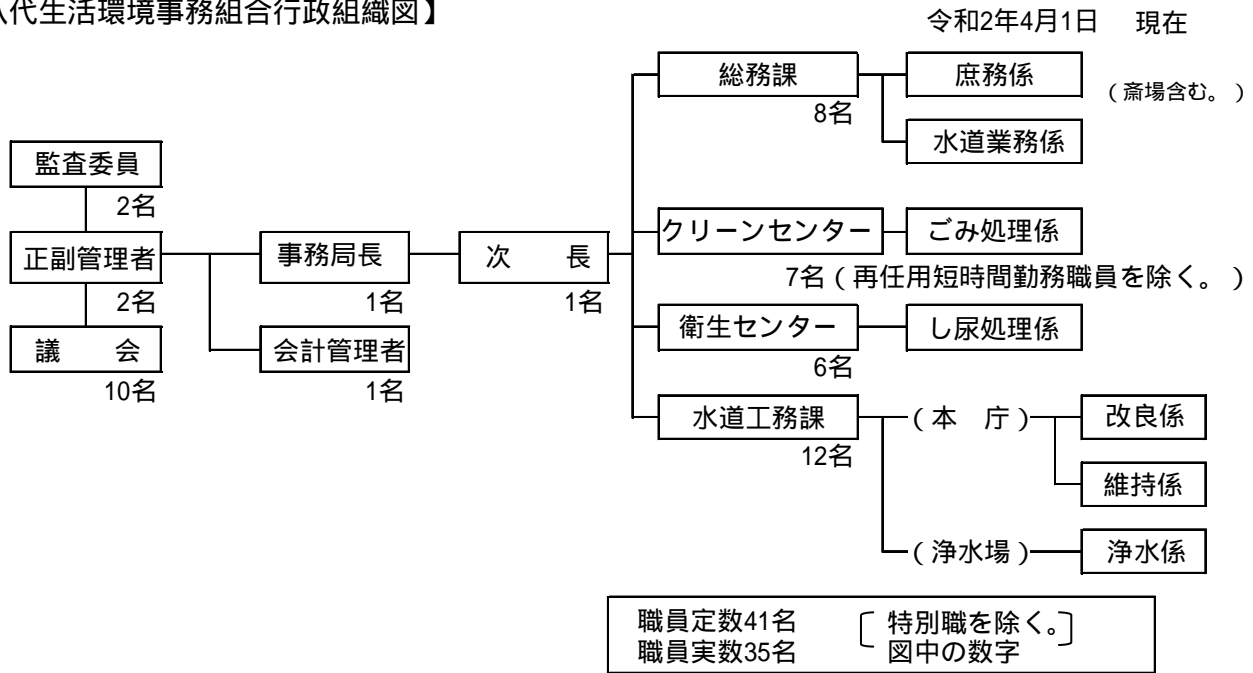 八代生活環境事務組合行政組織図】
令和2年4月1日 現在
総務課
8名
庶務係
(斎場含む。)
水道業務係
監査委員
2名
正副管理者
2名
議 会
10名
事務局長
1名
会計管理者
1名
次 長
1名
クリーンセンター
ごみ処理係
7名(再任用短時間勤務職員を除く。)
衛生センター
6名
し尿処理係
水道工務課
12名
(本 庁)
改良係
維持係
(浄水場)
浄水係
職員定数41名
職員実数35名
特別職を除く。
図中の数字